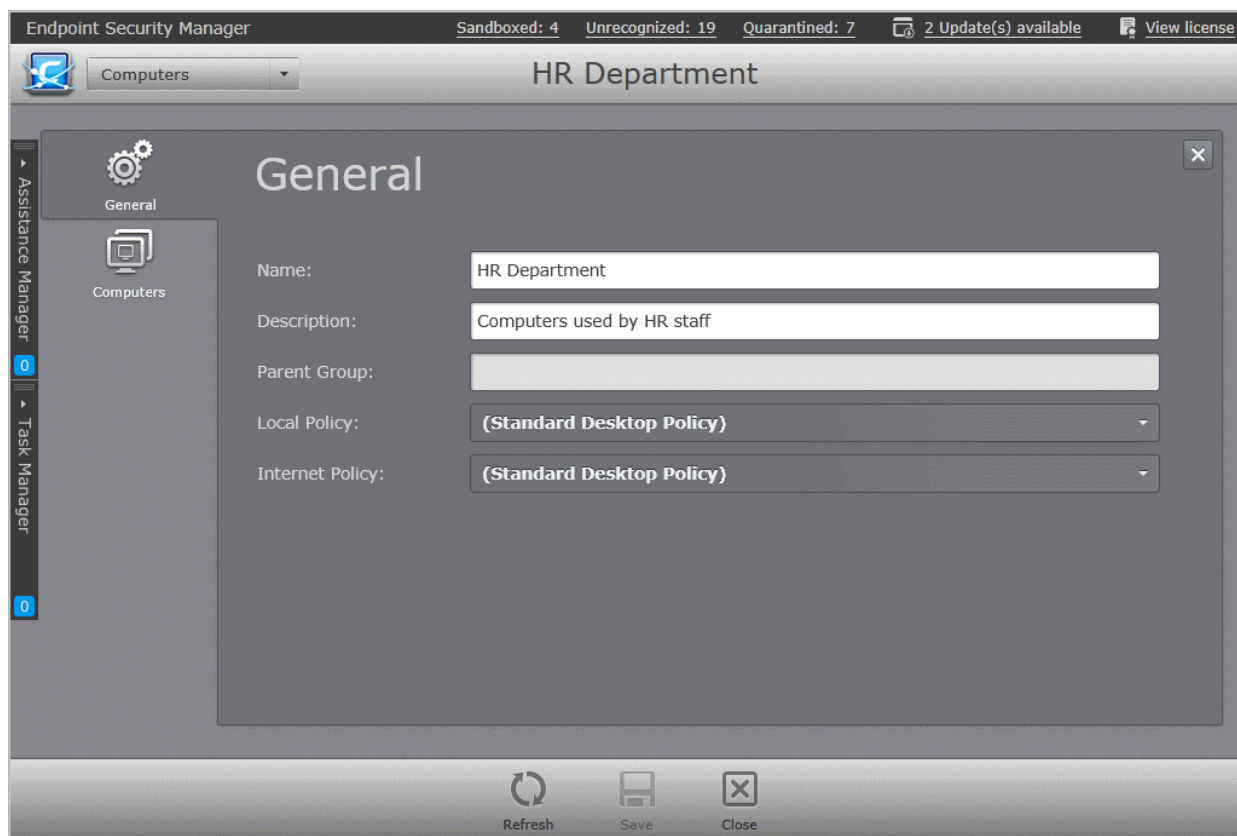 Endpoint Security Manager Sandboxed: 4 Unrecognized: 19 Quarantined: 7 2 Update(s) available View license
Computers HR Department
Assistance Manager
0
Task Manager
0
General
Computers
General
Name: HR Department
Description: Computers used by HR staff
Parent Group:
Local Policy: (Standard Desktop Policy)
Internet Policy: (Standard Desktop Policy)
Refresh Save Close